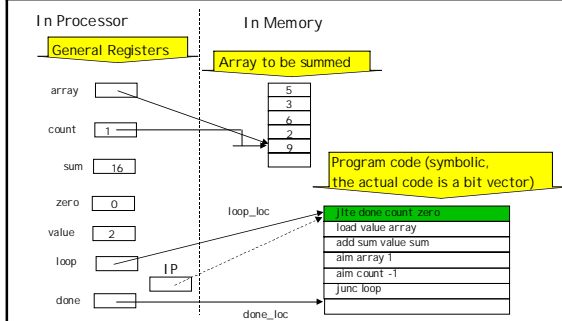 In Processor
In Memory
General Registers
Array to be summed
array
count 1
sum 16
zero 0
value 2
loop
IP
done
5
3
6
2
9
Program code (symbolic,
the actual code is a bit vector)
loop_loc
jlte done count zero
load value array
add sum value sum
aim array 1
aim count -1
junc loop
done_loc